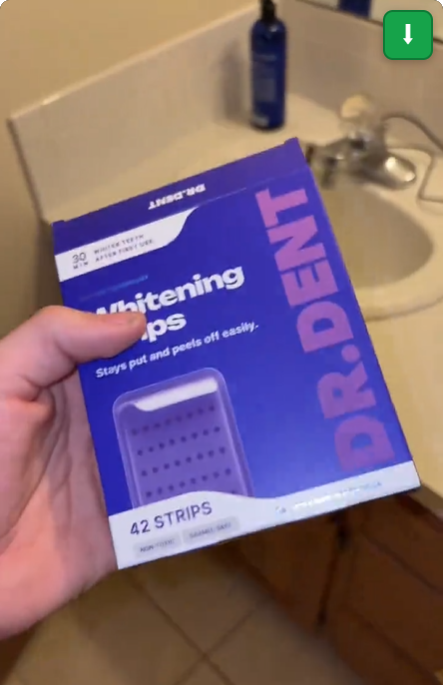 DR.DENT
30
MIN
WHITER TEETH
AFTER FIRST USE.
Whitening
Stays put and peels off easily.
DR.DENT
42 STRIPS